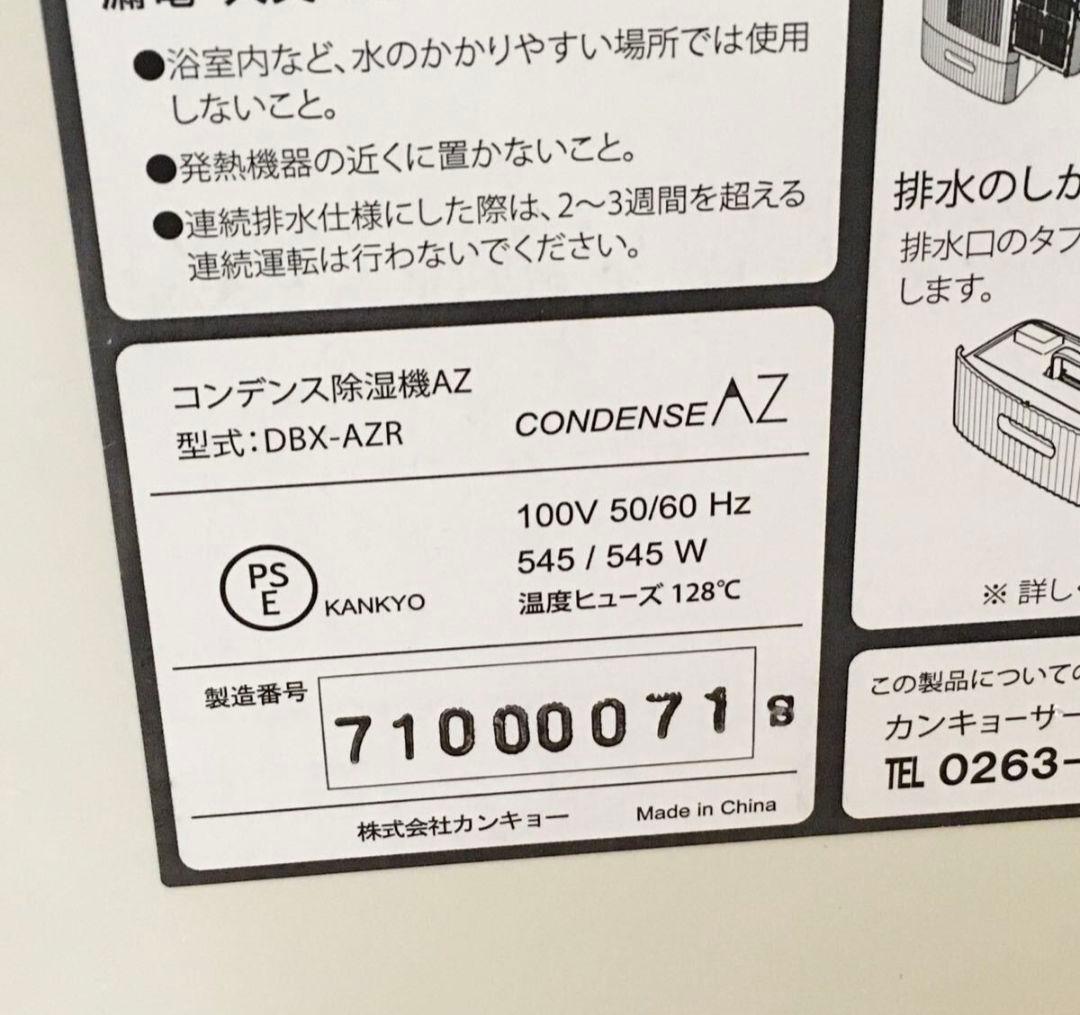 ●浴室内など、水のかかりやすい場所では使用
しないこと。
●発熱機器の近くに置かないこと。
●連続排水仕様にした際は、2〜3週間を超える
連続運転は行わないでください。
コンデンス除湿機AZ
型式:DBX-AZR
CONDENSE AZ
100V 50/60 Hz
545 / 545 W
温度ヒューズ 128℃
PS
E
KANKYO
製造番号
71000071
株式会社カンキョー
Made in China
排水のしか
排水口のタブ
します。
※ 詳し
この製品についての
カンキョーサー
TEL 0263-